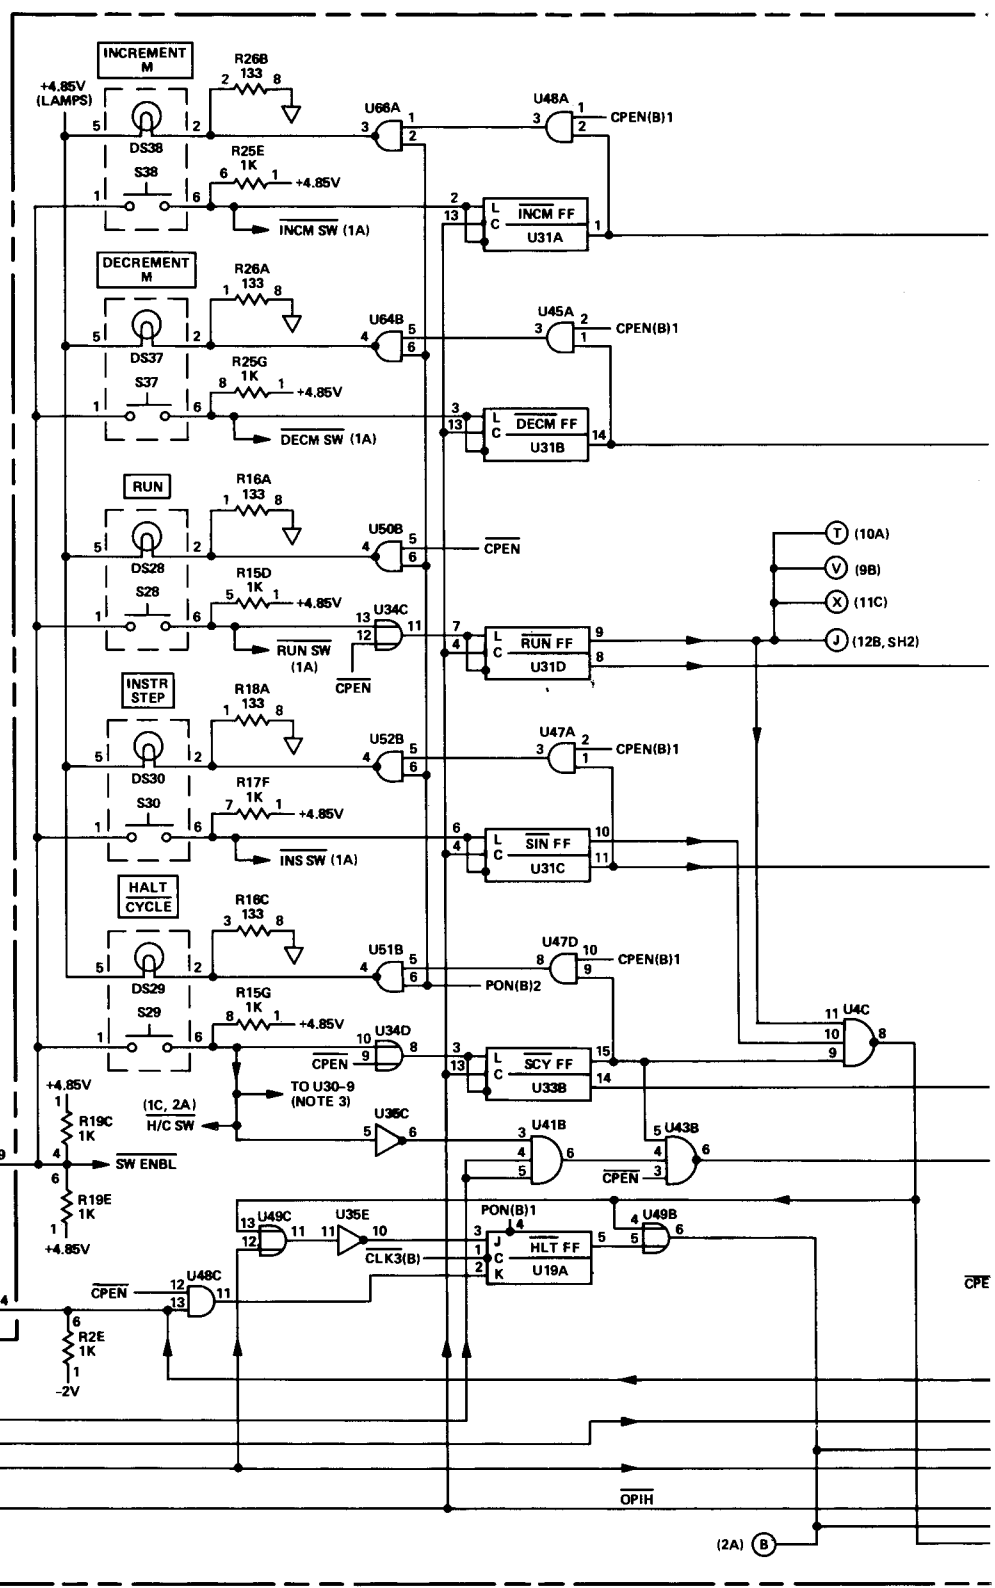 INCREMENT
M
+4.85V
(LAMPS)
R26B
133
2 8
5 2
DS38
S38
1 6
R25E
1K
6 1 +4.85V
INCM SW (1A)
U66A
3 1
2
U48A
3 1 CPEN(B)1
2
2 L INCM FF
13 C U31A 1
DECREMENT
M
R26A
133
1 8
5 2
DS37
S37
1 6
R25G
1K
8 1 +4.85V
DECM SW (1A)
U64B
4 5
6
U45A
3 2 CPEN(B)1
1
3 L DECM FF
13 C U31B 14
RUN
R16A
133
1 8
5 2
DS28
S28
1 6
R15D
1K
5 1 +4.85V
RUN SW
(1A)
U50B
4 5 CPEN
6
U34C
13 11
12
CPEN
7 L RUN FF 9
4 C U31D 8
T (10A)
V (9B)
X (11C)
J (12B, SH2)
INSTR
STEP
R18A
133
1 8
5 2
DS30
S30
1 6
R17F
1K
7 1 +4.85V
INS SW (1A)
U52B
4 5
6
U47A
3 2 CPEN(B)1
1
6 L SIN FF 10
4 C U31C 11
HALT
CYCLE
R16C
133
3 8
5 2
DS29
S29
1 6
R15G
1K
8 1 +4.85V
U51B
4 5
6 PON(B)2
U47D
8 10 CPEN(B)1
9
U34D
10 8
CPEN 9
3 L SCY FF 15
13 C U33B 14
U4C
11
10 8
9
TO U30-9
(NOTE 3)
(1C, 2A)
H/C SW
+4.85V
1
R19C
1K
4
9
SW ENBL
6
R19E
1K
1
+4.85V
U35C
5 6
U41B
3
4 6
5
U43B
5
4 6
CPEN 3
U49C
13 11
12
U35E
11 10
PON(B)1
4
3 J HLT FF 5
CLK3(B) 1 C
2 K U19A
U49B
4 6
5
U48C
CPEN 12 11
13
4
6
R2E
1K
1
-2V
CPE
OPIH
(2A) B